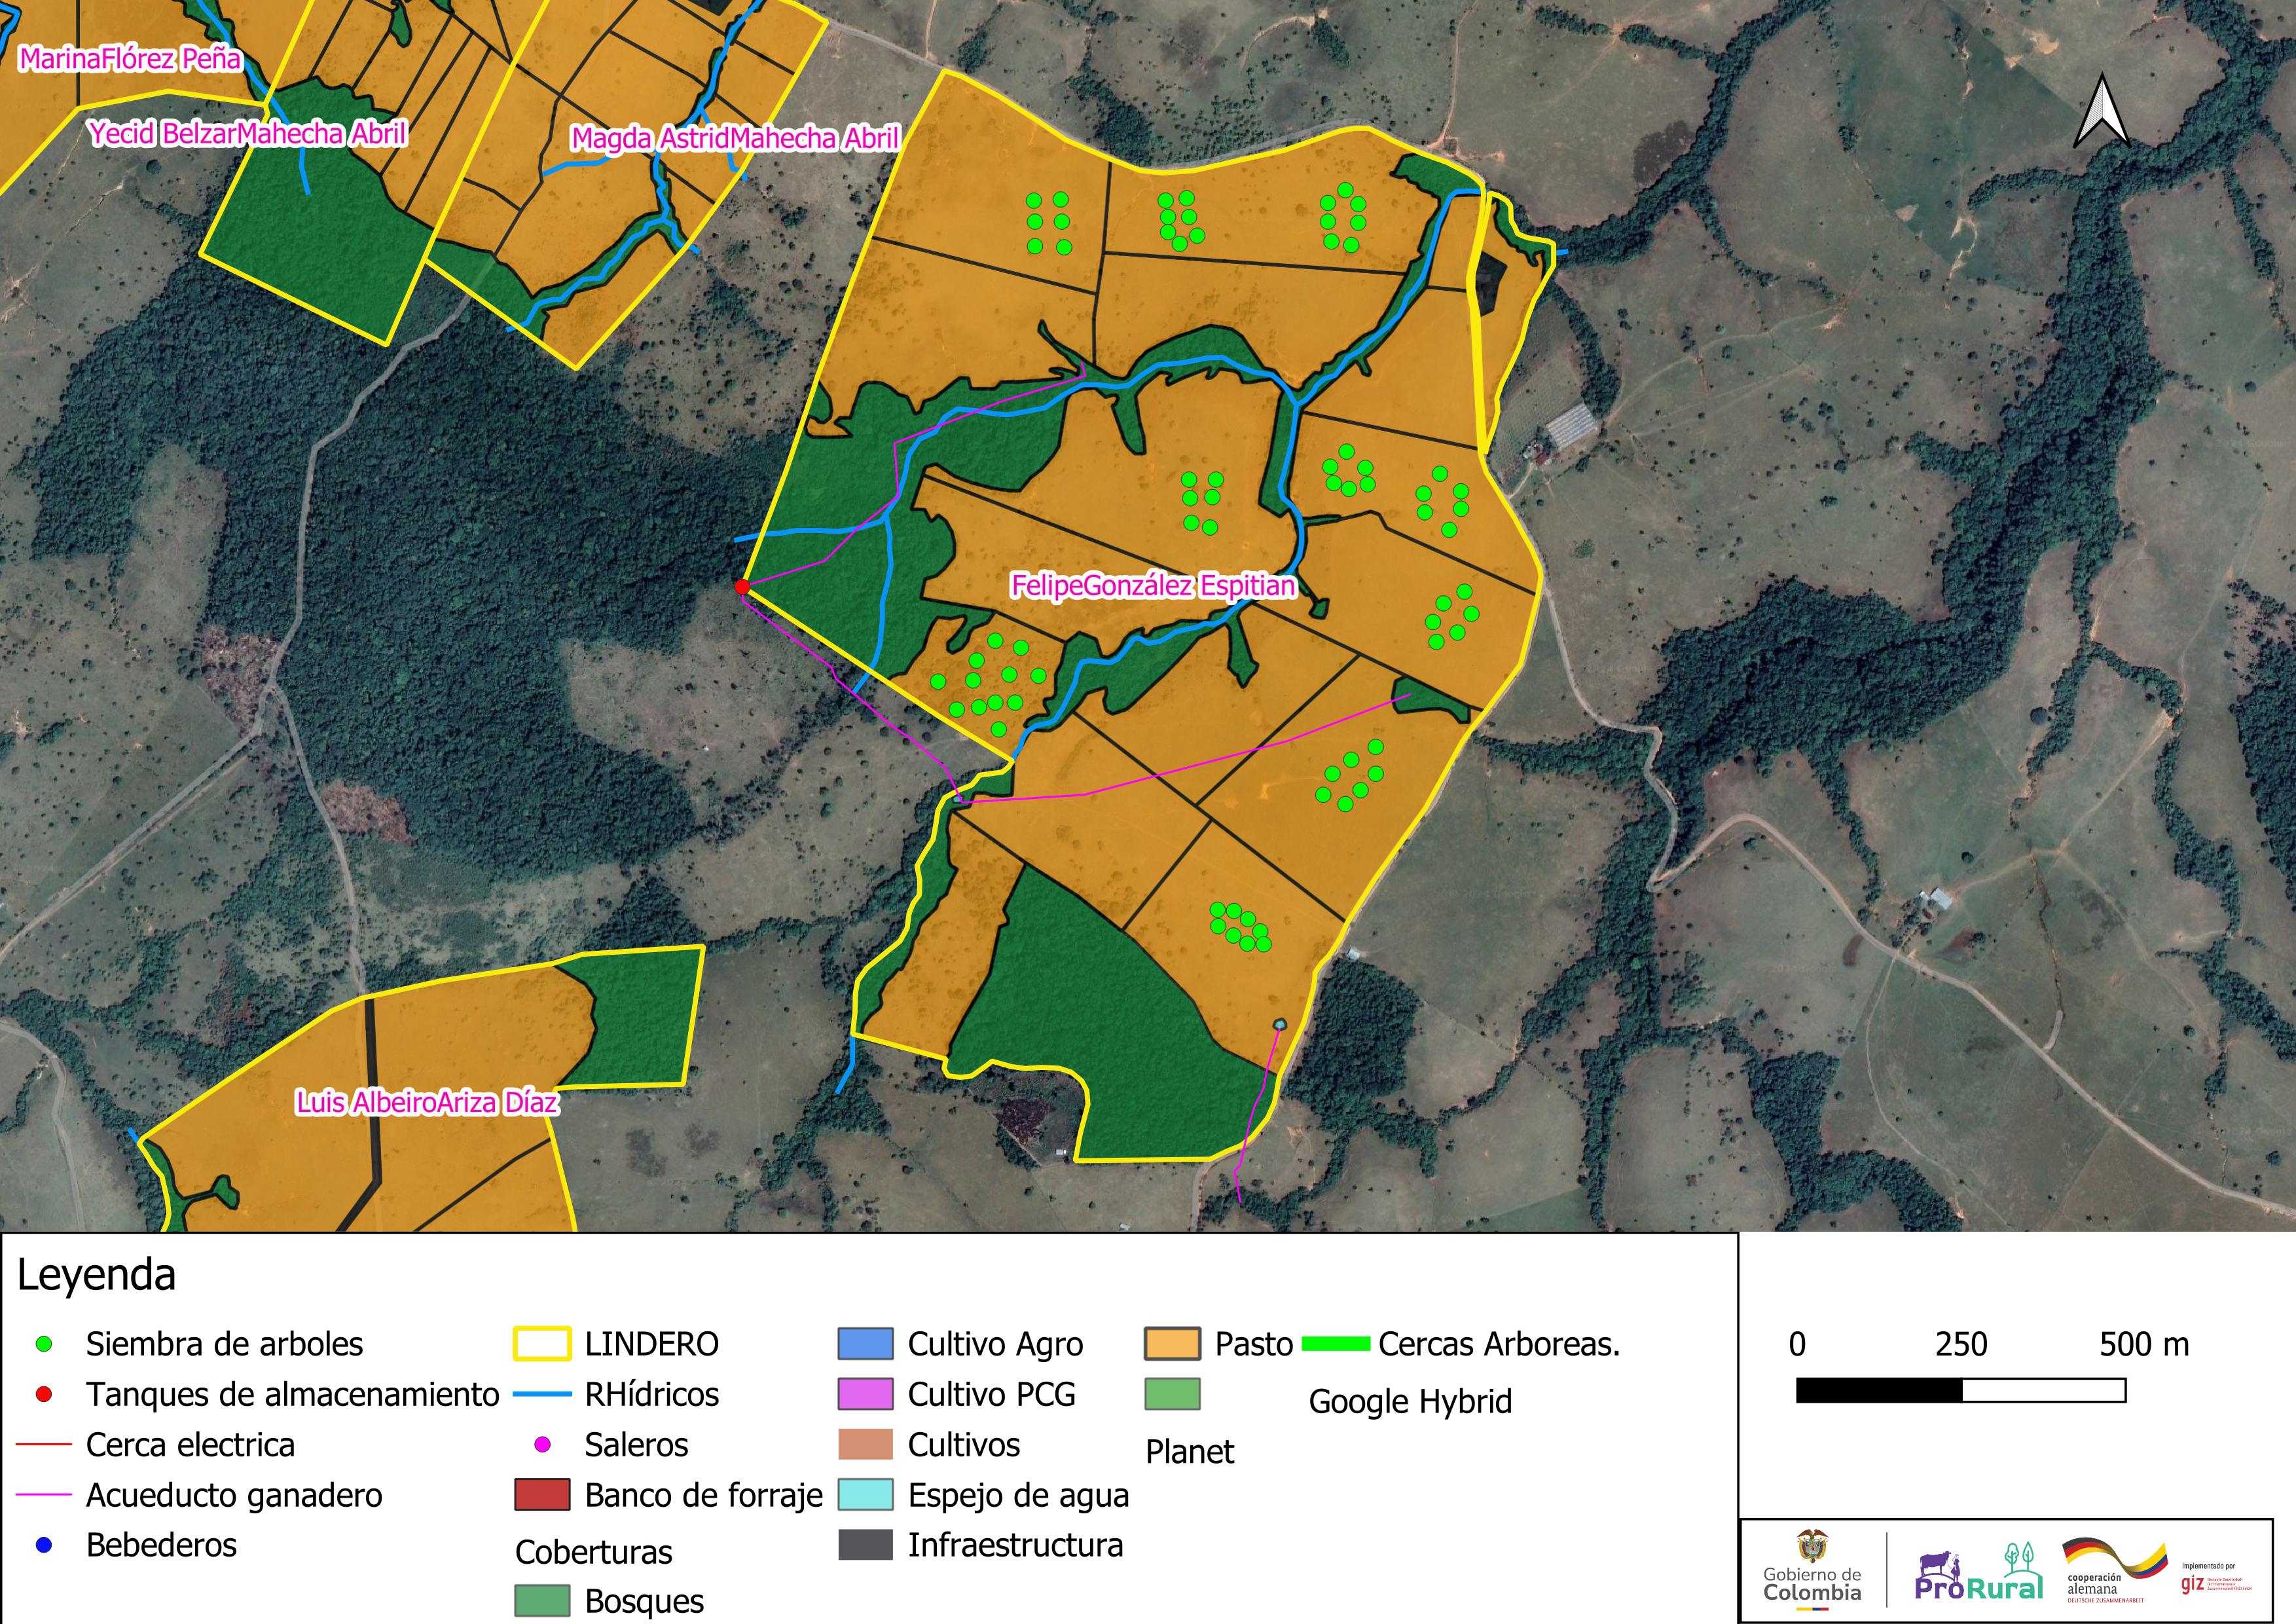 MarinaFlórez Peña
Yecid BelzarMahecha Abril
Magda AstridMahecha Abril
FelipeGonzález Espitian
Luis AlbeiroAriza Díaz
Leyenda
Siembra de arboles
Tanques de almacenamiento
Cerca electrica
Acueducto ganadero
Bebederos
LINDERO
RHídricos
Saleros
Banco de forraje
Coberturas
Bosques
Cultivo Agro
Cultivo PCG
Cultivos
Espejo de agua
Infraestructura
Pasto
Planet
Cercas Arboreas.
Google Hybrid
0 250 500 m
Gobierno de
Colombia
ProRural
cooperación
alemana
DEUTSCHE ZUSAMMENARBEIT
Implementado por
giz